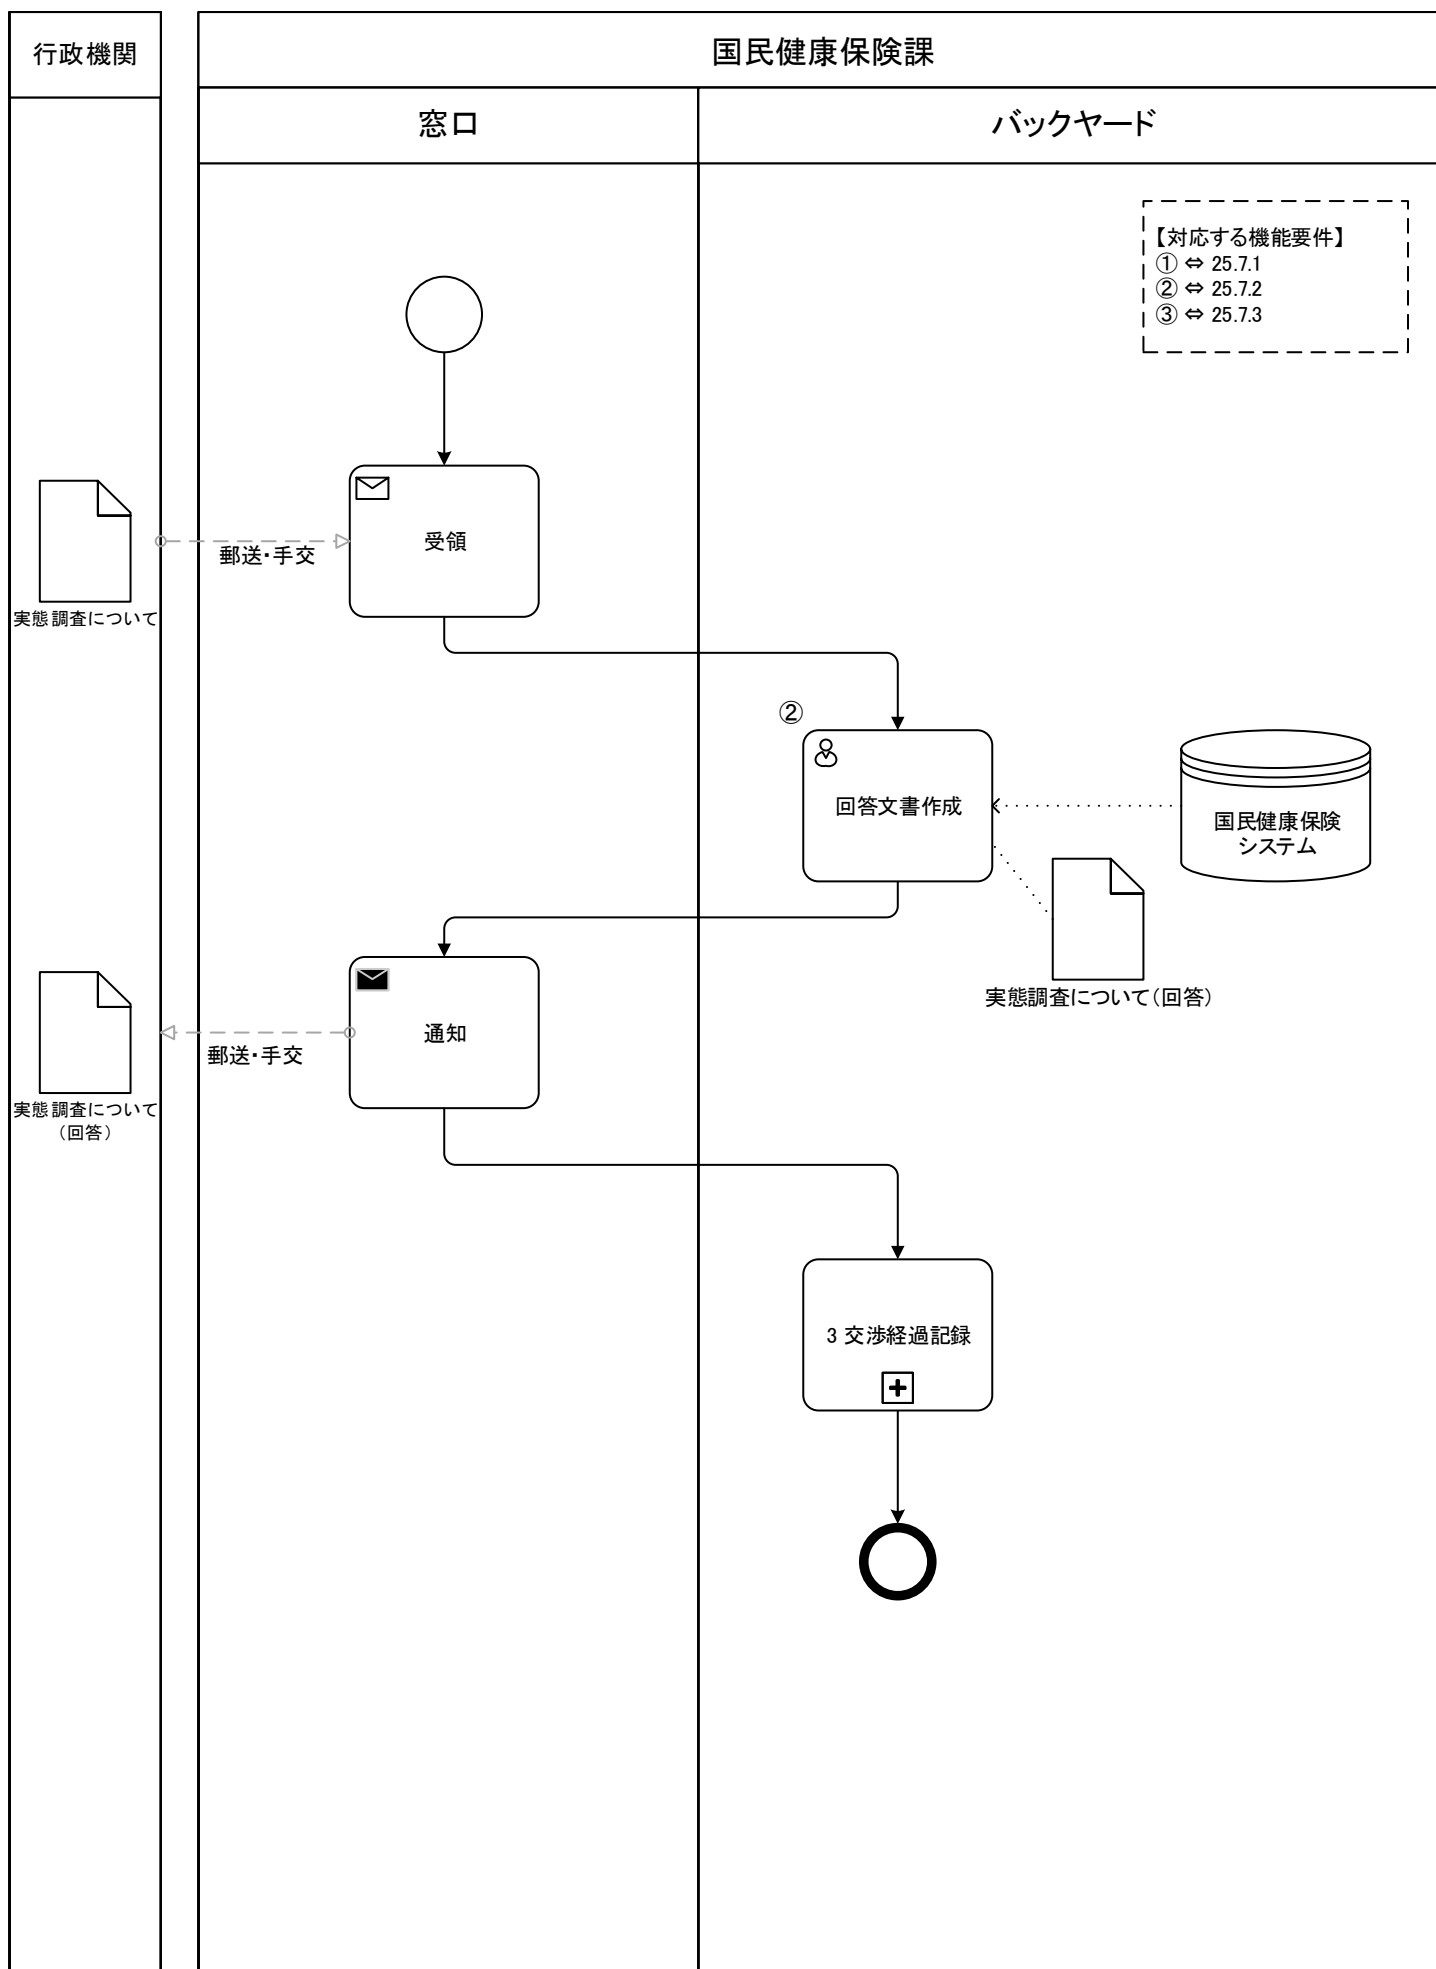 行政機関
国民健康保険課
窓口
バックヤード
【対応する機能要件】
① ⇔ 25.7.1
② ⇔ 25.7.2
③ ⇔ 25.7.3
受領
郵送・手交
実態調査について
②
回答文書作成
国民健康保険
システム
実態調査について（回答）
通知
郵送・手交
実態調査について
（回答）
3 交渉経過記録